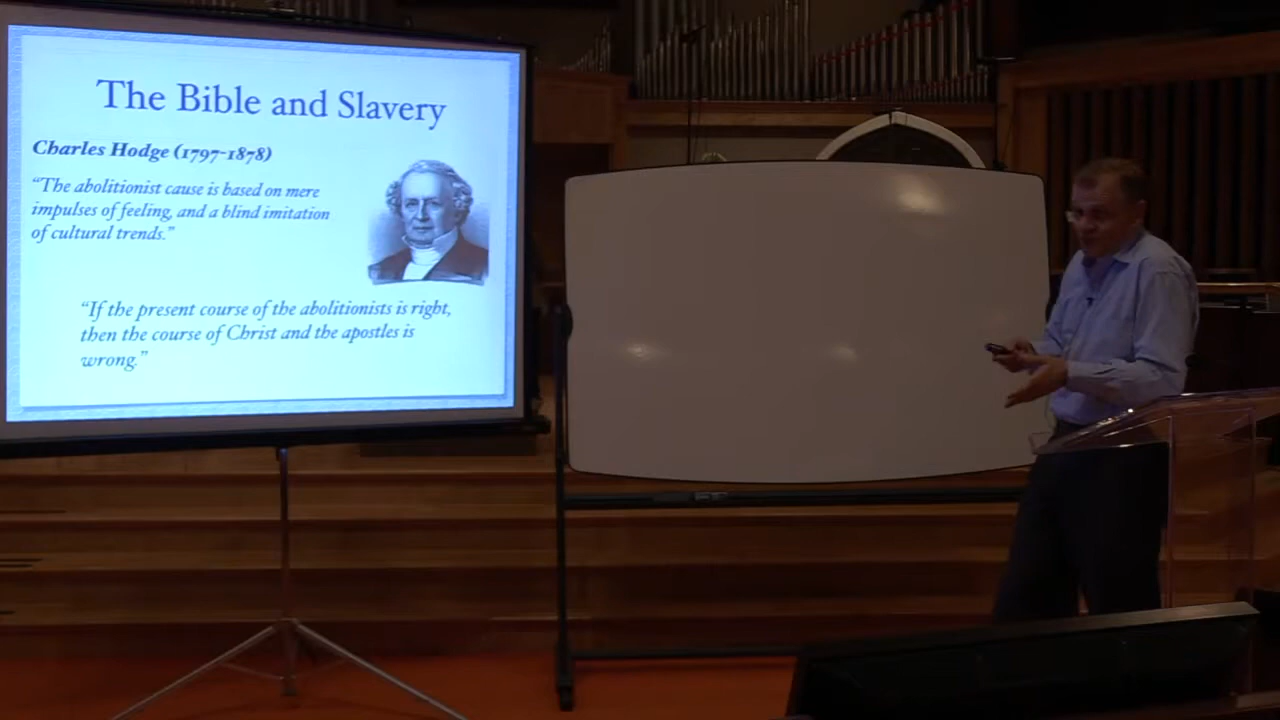 The Bible and Slavery
Charles Hodge (1797-1878)
“The abolitionist cause is based on mere
impulses of feeling, and a blind imitation
of cultural trends.”
“If the present course of the abolitionists is right,
then the course of Christ and the apostles is
wrong.”